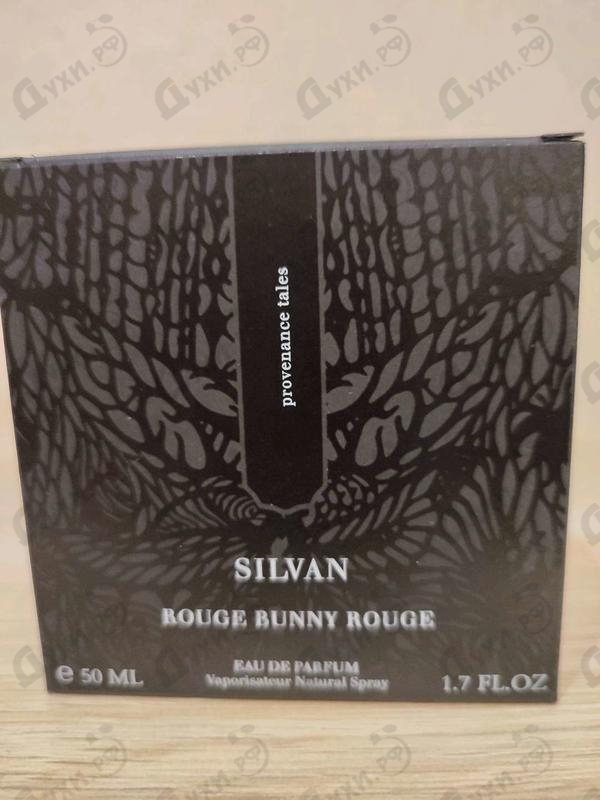 provenance tales
SILVAN
ROUGE BUNNY ROUGE
EAU DE PARFUM
Vaporisateur Natural Spray
e 50 ML
1.7 FL.OZ
Духи.РФ